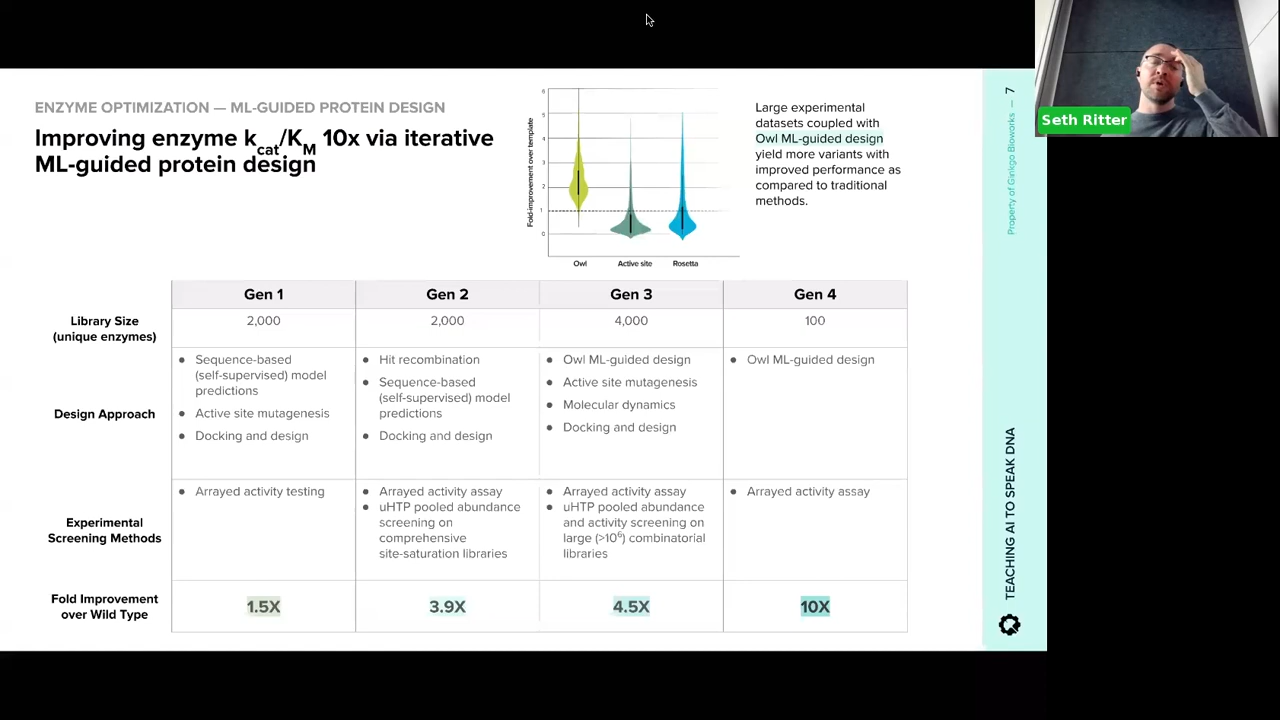 ENZYME OPTIMIZATION — ML-GUIDED PROTEIN DESIGN
Improving enzyme kcat/KM 10x via iterative
ML-guided protein design
Fold-improvement over template
6
5
4
3
2
1
0
Owl
Active site
Rosetta
Large experimental
datasets coupled with
Owl ML-guided design
yield more variants with
improved performance as
compared to traditional
methods.
Gen 1
Gen 2
Gen 3
Gen 4
Library Size
(unique enzymes)
2,000
2,000
4,000
100
Design Approach
● Sequence-based
(self-supervised) model
predictions
● Active site mutagenesis
● Docking and design
● Hit recombination
● Sequence-based
(self-supervised) model
predictions
● Docking and design
● Owl ML-guided design
● Active site mutagenesis
● Molecular dynamics
● Docking and design
● Owl ML-guided design
Experimental
Screening Methods
● Arrayed activity testing
● Arrayed activity assay
● uHTP pooled abundance
screening on
comprehensive
site-saturation libraries
● Arrayed activity assay
● uHTP pooled abundance
and activity screening on
large (>10⁶) combinatorial
libraries
● Arrayed activity assay
Fold Improvement
over Wild Type
1.5X
3.9X
4.5X
10X
Property of Ginkgo Bioworks — 7
TEACHING AI TO SPEAK DNA
Seth Ritter